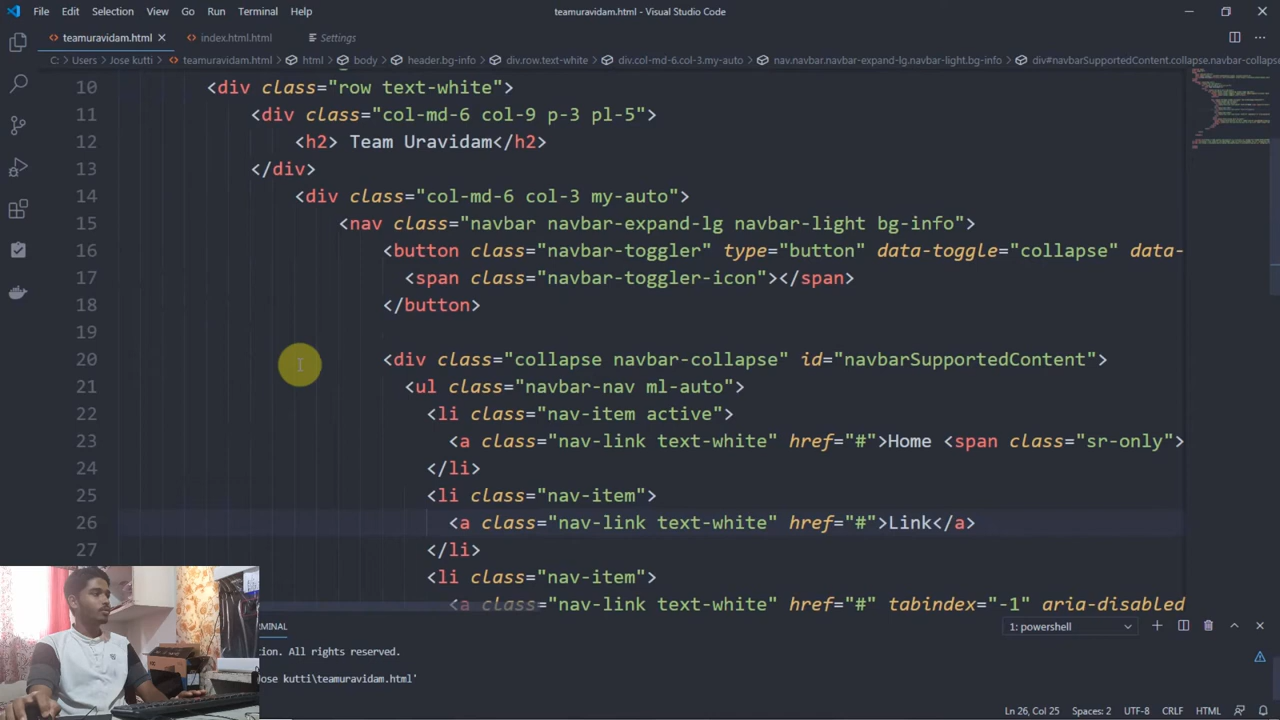 File Edit Selection View Go Run Terminal Help
teamuravidam.html - Visual Studio Code
teamuravidam.html index.html.html Settings
C: > Users > Jose kutti > teamuravidam.html > html > body > header.bg-info > div.row.text-white > div.col-md-6.col-3.my-auto > nav.navbar.navbar-expand-lg.navbar-light.bg-info > div#navbarSupportedContent.collapse.navbar-collapse
10 <div class="row text-white">
11 <div class="col-md-6 col-9 p-3 pl-5">
12 <h2> Team Uravidam</h2>
13 </div>
14 <div class="col-md-6 col-3 my-auto">
15 <nav class="navbar navbar-expand-lg navbar-light bg-info">
16 <button class="navbar-toggler" type="button" data-toggle="collapse" data-
17 <span class="navbar-toggler-icon"></span>
18 </button>
19
20 <div class="collapse navbar-collapse" id="navbarSupportedContent">
21 <ul class="navbar-nav ml-auto">
22 <li class="nav-item active">
23 <a class="nav-link text-white" href="#">Home <span class="sr-only">
24 </li>
25 <li class="nav-item">
26 <a class="nav-link text-white" href="#">Link</a>
27 </li>
<li class="nav-item">
<a class="nav-link text-white" href="#" tabindex="-1" aria-disabled
RMINAL
1: powershell
tion. All rights reserved.
ose kutti\teamuravidam.html'
Ln 26, Col 25 Spaces: 2 UTF-8 CRLF HTML